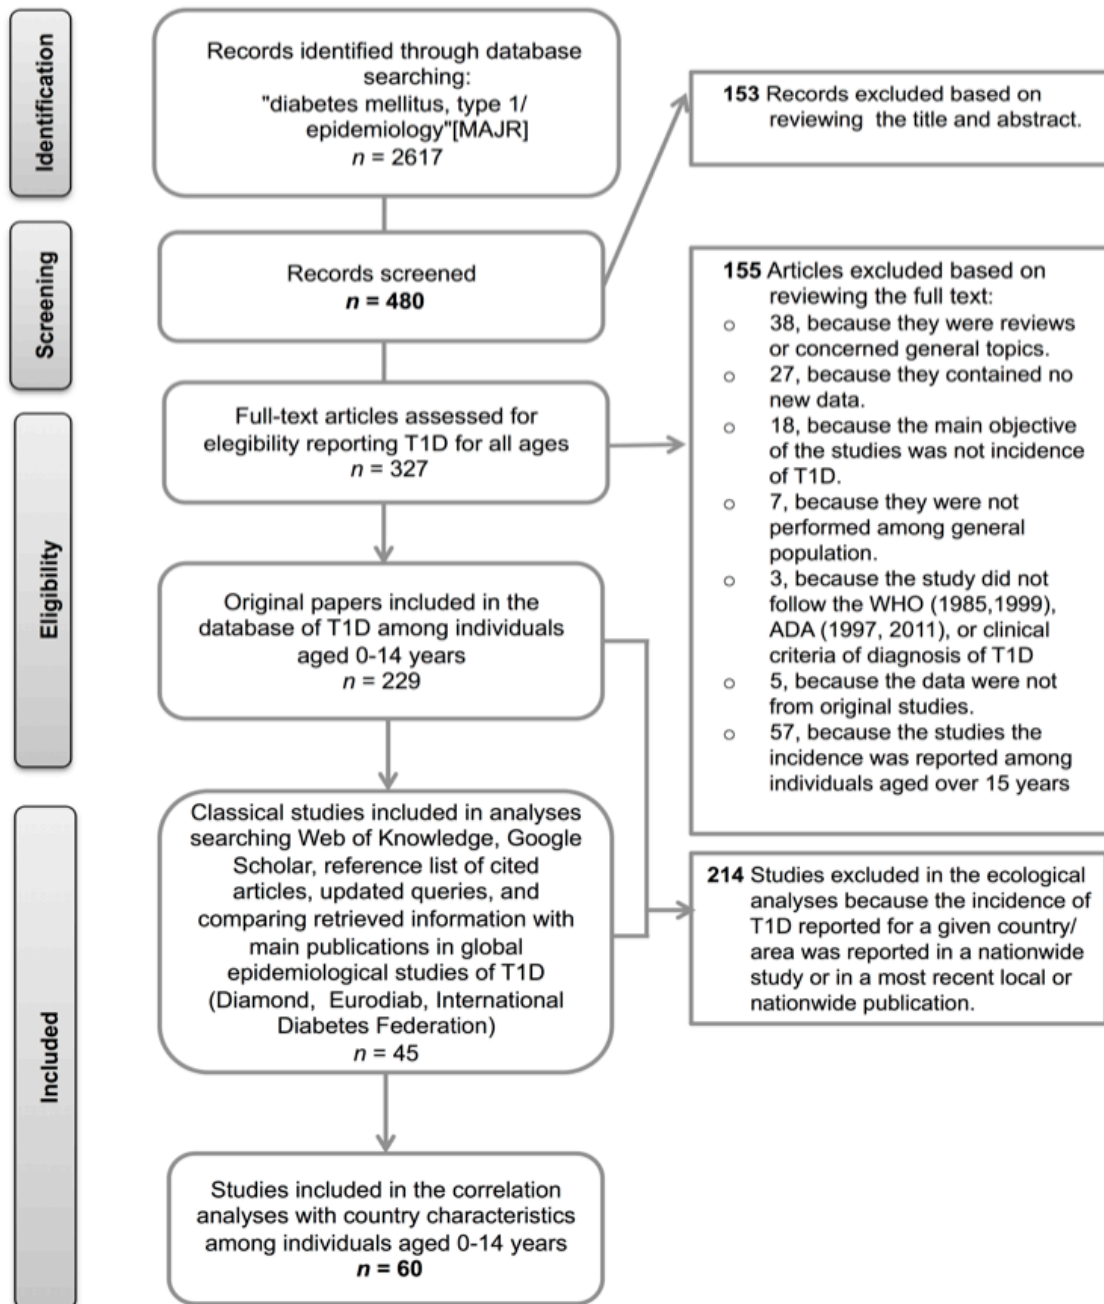 Identification
Records identified through database
searching:
"diabetes mellitus, type 1/
epidemiology"[MAJR]
n = 2617
153 Records excluded based on
reviewing the title and abstract.
Screening
Records screened
n = 480
Eligibility
Full-text articles assessed for
elegibility reporting T1D for all ages
n = 327
155 Articles excluded based on
reviewing the full text:
○ 38, because they were reviews
or concerned general topics.
○ 27, because they contained no
new data.
○ 18, because the main objective
of the studies was not incidence
of T1D.
○ 7, because they were not
performed among general
population.
○ 3, because the study did not
follow the WHO (1985,1999),
ADA (1997, 2011), or clinical
criteria of diagnosis of T1D
○ 5, because the data were not
from original studies.
○ 57, because the studies the
incidence was reported among
individuals aged over 15 years
Original papers included in the
database of T1D among individuals
aged 0-14 years
n = 229
Included
Classical studies included in analyses
searching Web of Knowledge, Google
Scholar, reference list of cited
articles, updated queries, and
comparing retrieved information with
main publications in global
epidemiological studies of T1D
(Diamond, Eurodiab, International
Diabetes Federation)
n = 45
214 Studies excluded in the ecological
analyses because the incidence of
T1D reported for a given country/
area was reported in a nationwide
study or in a most recent local or
nationwide publication.
Studies included in the correlation
analyses with country characteristics
among individuals aged 0-14 years
n = 60